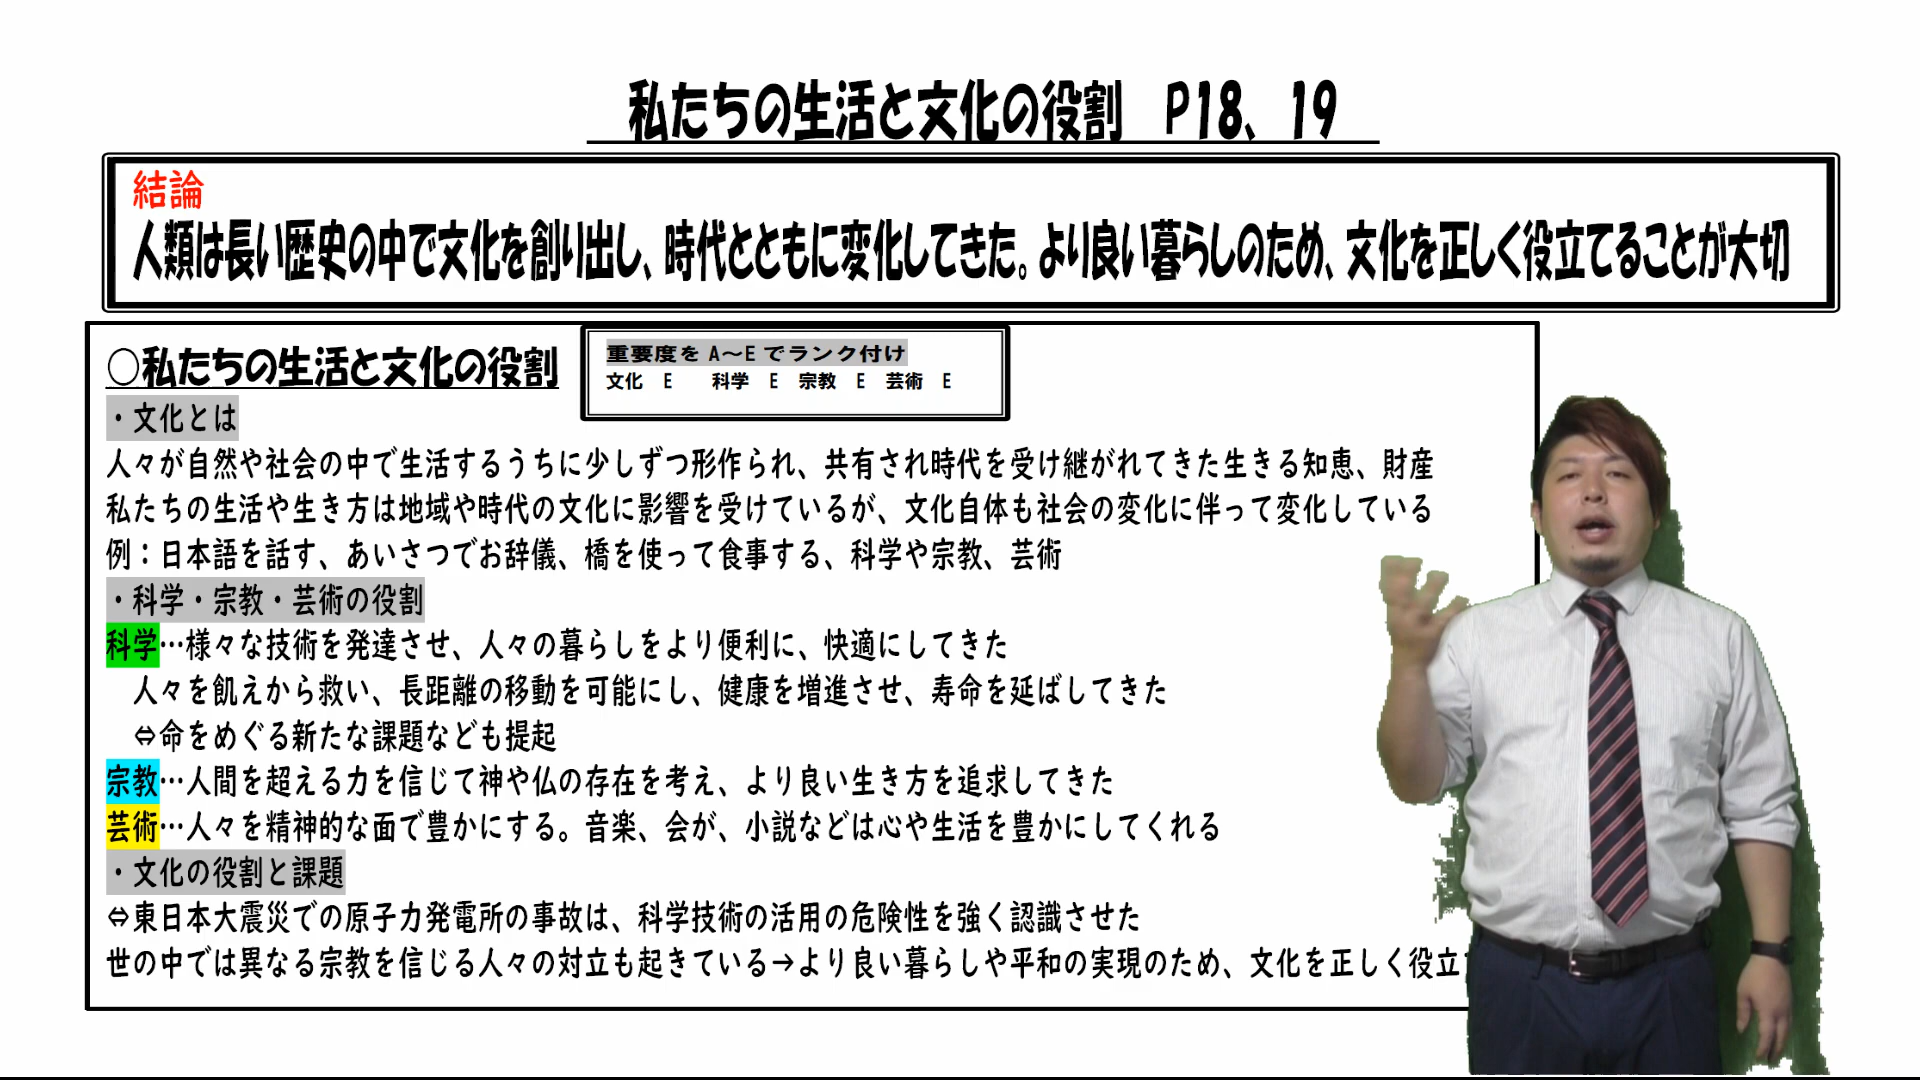 私たちの生活と文化の役割　P18、19
結論
人類は長い歴史の中で文化を創り出し、時代とともに変化してきた。より良い暮らしのため、文化を正しく役立てることが大切
○私たちの生活と文化の役割
重要度を A～E でランク付け
文化　E　　科学　E　宗教　E　芸術　E
・文化とは
人々が自然や社会の中で生活するうちに少しずつ形作られ、共有され時代を受け継がれてきた生きる知恵、財産
私たちの生活や生き方は地域や時代の文化に影響を受けているが、文化自体も社会の変化に伴って変化している
例：日本語を話す、あいさつでお辞儀、橋を使って食事する、科学や宗教、芸術
・科学・宗教・芸術の役割
科学…様々な技術を発達させ、人々の暮らしをより便利に、快適にしてきた
人々を飢えから救い、長距離の移動を可能にし、健康を増進させ、寿命を延ばしてきた
⇔命をめぐる新たな課題なども提起
宗教…人間を超える力を信じて神や仏の存在を考え、より良い生き方を追求してきた
芸術…人々を精神的な面で豊かにする。音楽、会が、小説などは心や生活を豊かにしてくれる
・文化の役割と課題
⇔東日本大震災での原子力発電所の事故は、科学技術の活用の危険性を強く認識させた
世の中では異なる宗教を信じる人々の対立も起きている→より良い暮らしや平和の実現のため、文化を正しく役立